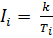 I_i = k/T_i